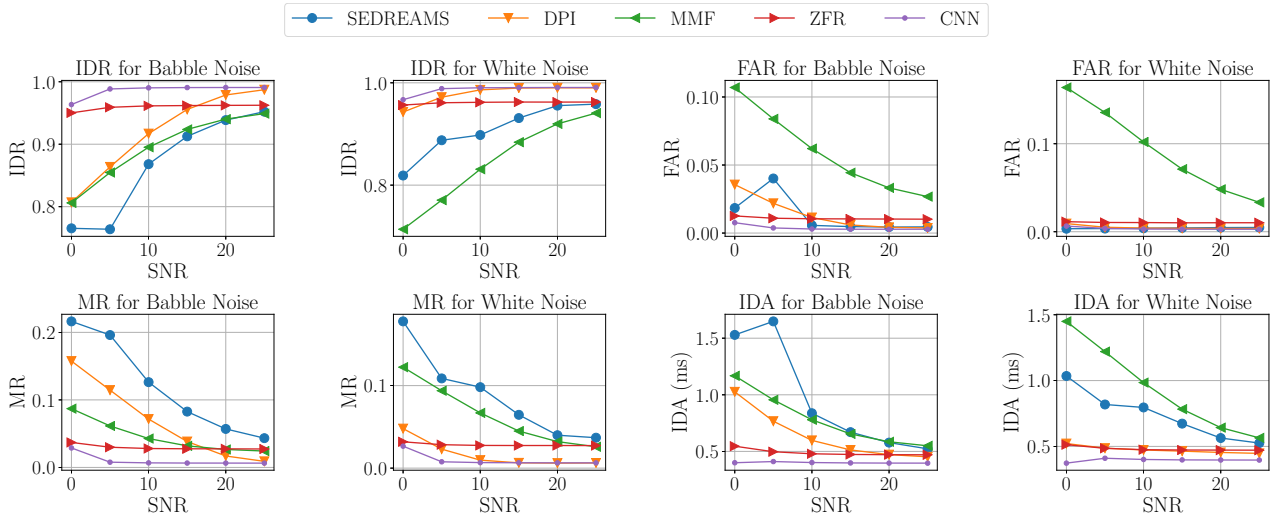 SEDREAMS DPI MMF ZFR CNN
IDR for Babble Noise
1.0
0.9
0.8
IDR
0 10 20
SNR
IDR for White Noise
1.0
0.8
IDR
0 10 20
SNR
FAR for Babble Noise
0.10
0.05
0.00
FAR
0 10 20
SNR
FAR for White Noise
0.1
0.0
FAR
0 10 20
SNR
MR for Babble Noise
0.2
0.1
0.0
MR
0 10 20
SNR
MR for White Noise
0.1
0.0
MR
0 10 20
SNR
IDA for Babble Noise
1.5
1.0
0.5
IDA (ms)
0 10 20
SNR
IDA for White Noise
1.5
1.0
0.5
IDA (ms)
0 10 20
SNR